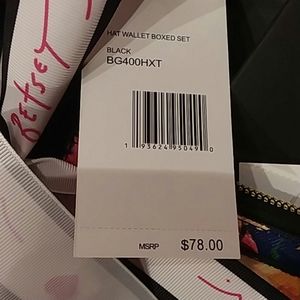 HAT WALLET BOXED SET
BLACK
BG400HXT
1 93624 95049 0
MSRP $78.00
BETSEY